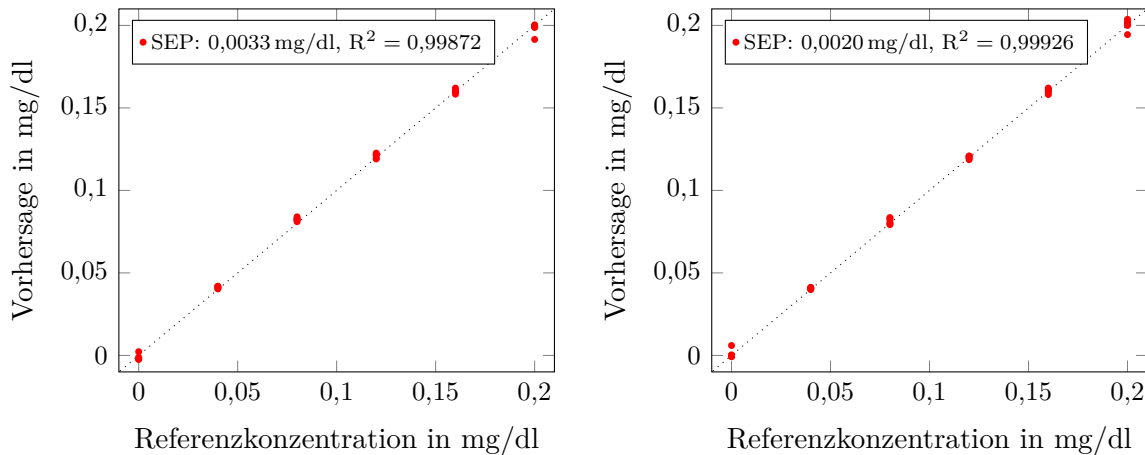 SEP: 0,0033 mg/dl, R² = 0,99872
Vorhersage in mg/dl
0,2
0,15
0,1
0,05
0
0 0,05 0,1 0,15 0,2
Referenzkonzentration in mg/dl
SEP: 0,0020 mg/dl, R² = 0,99926
Vorhersage in mg/dl
0,2
0,15
0,1
0,05
0
0 0,05 0,1 0,15 0,2
Referenzkonzentration in mg/dl